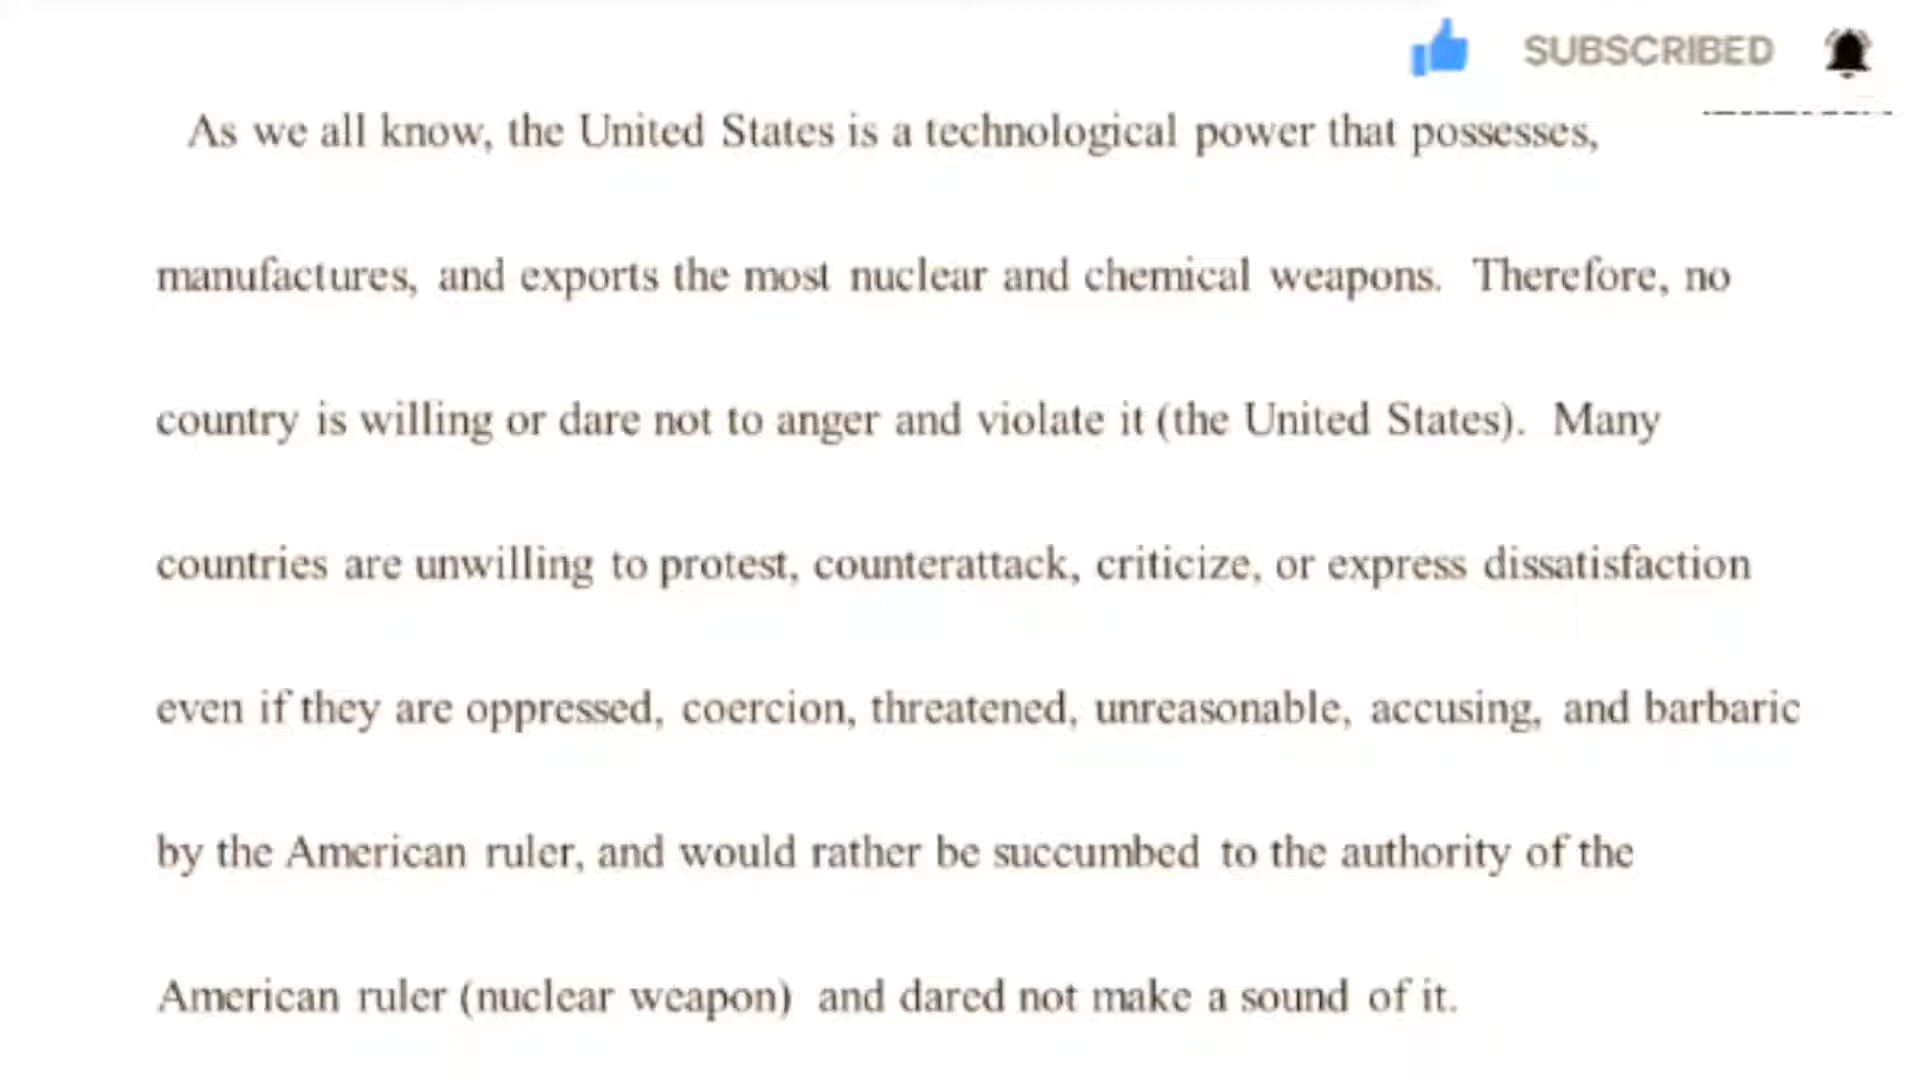 SUBSCRIBED
As we all know, the United States is a technological power that possesses,
manufactures, and exports the most nuclear and chemical weapons. Therefore, no
country is willing or dare not to anger and violate it (the United States). Many
countries are unwilling to protest, counterattack, criticize, or express dissatisfaction
even if they are oppressed, coercion, threatened, unreasonable, accusing, and barbaric
by the American ruler, and would rather be succumbed to the authority of the
American ruler (nuclear weapon) and dared not make a sound of it.